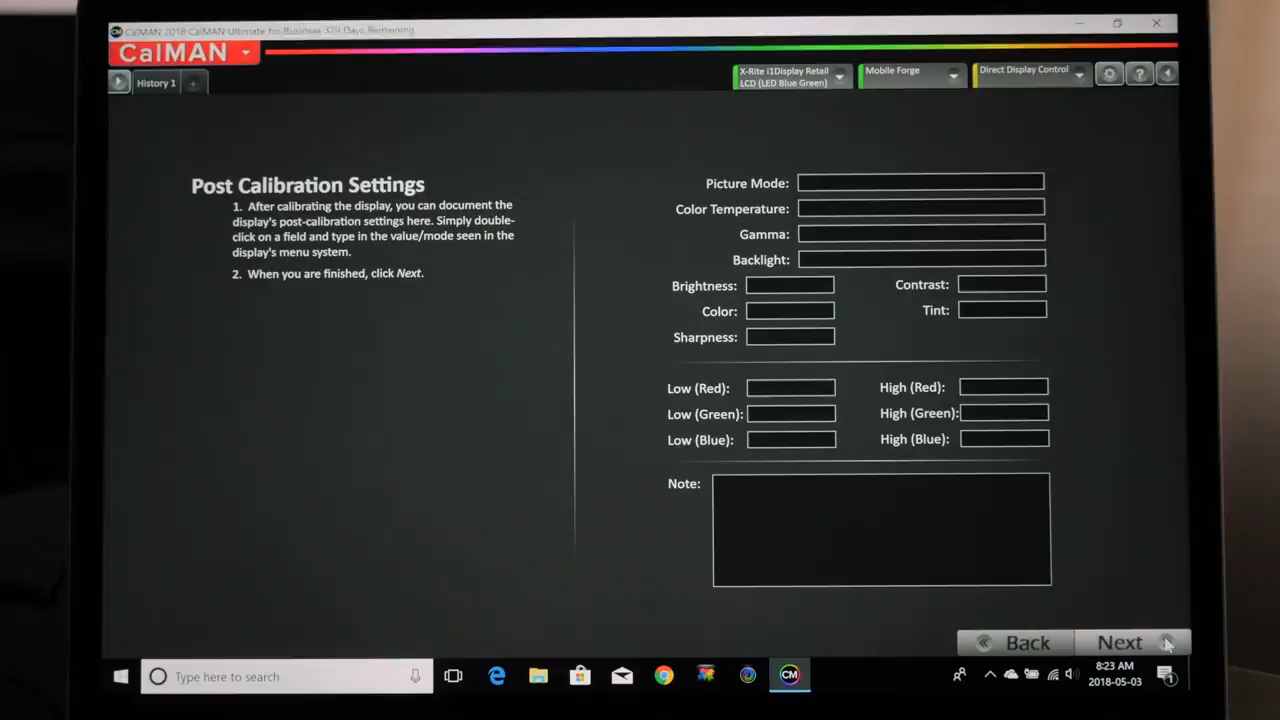 CalMAN 2018 CalMAN Ultimate for Business 329 Days Remaining
CalMAN
History 1
X-Rite i1Display Retail
LCD (LED Blue Green)
Mobile Forge
Direct Display Control
Post Calibration Settings
1. After calibrating the display, you can document the
display's post-calibration settings here. Simply double-
click on a field and type in the value/mode seen in the
display's menu system.
2. When you are finished, click Next.
Picture Mode:
Color Temperature:
Gamma:
Backlight:
Brightness:
Contrast:
Color:
Tint:
Sharpness:
Low (Red):
High (Red):
Low (Green):
High (Green):
Low (Blue):
High (Blue):
Note:
Back
Next
Type here to search
CM
8:23 AM
2018-05-03
1